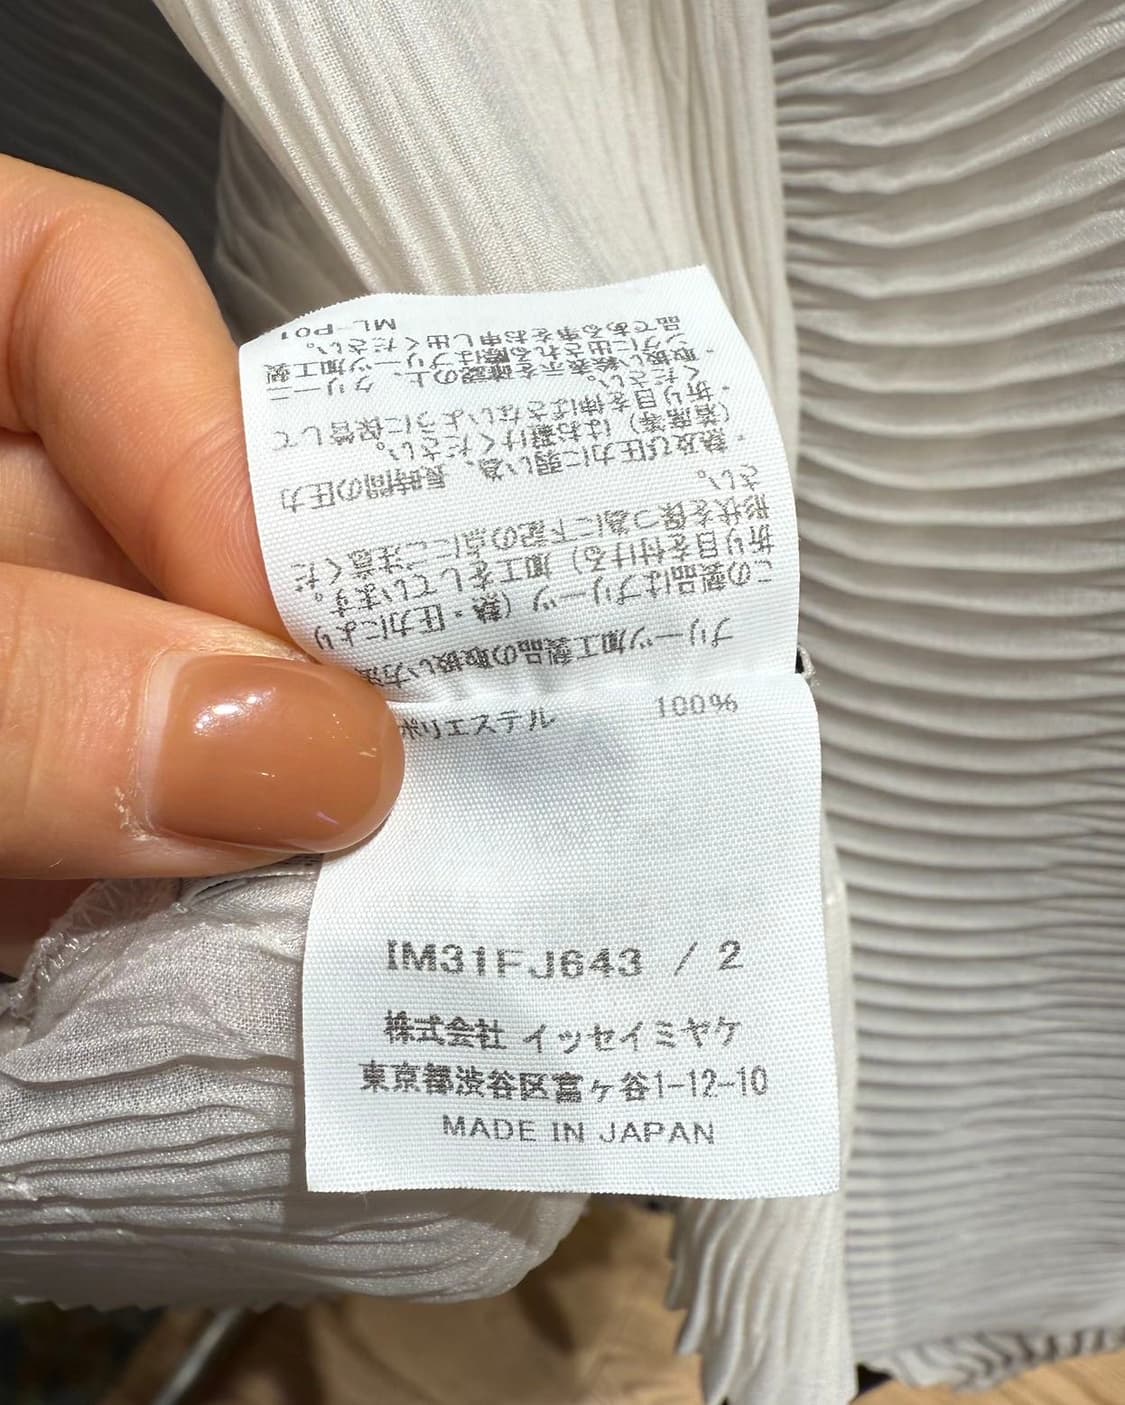 プリーツ加工製品の取扱い方法
この製品はプリーツ (熱・圧力により
折り目を付ける) 加工をしています。
形状を保つ為に下記の点にご注意くだ
さい。
・熱及び圧力に弱い為、長時間の圧力
(着席等) はお避けください。
・折り目を伸ばさないように保管して
ください。
・取扱い絵表示を確認の上、クリーニ
ングに出される際はプリーツ加工製
品である事をお申し出ください。
ML-P01
ポリエステル 100%
IM31FJ643 / 2
株式会社 イッセイミヤケ
東京都渋谷区富ヶ谷1-12-10
MADE IN JAPAN